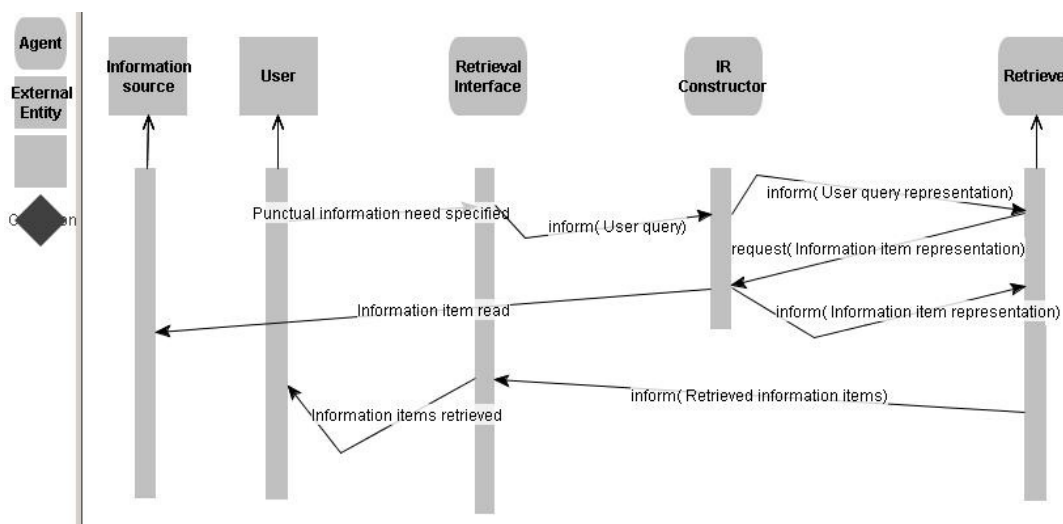 Agent
External
Entity
Information
source
User
Retrieval
Interface
IR
Constructor
Retrieve
Punctual information need specified
inform( User query)
inform( User query representation)
request( Information item representation)
Information item read
inform( Information item representation)
Information items retrieved
inform( Retrieved information items)